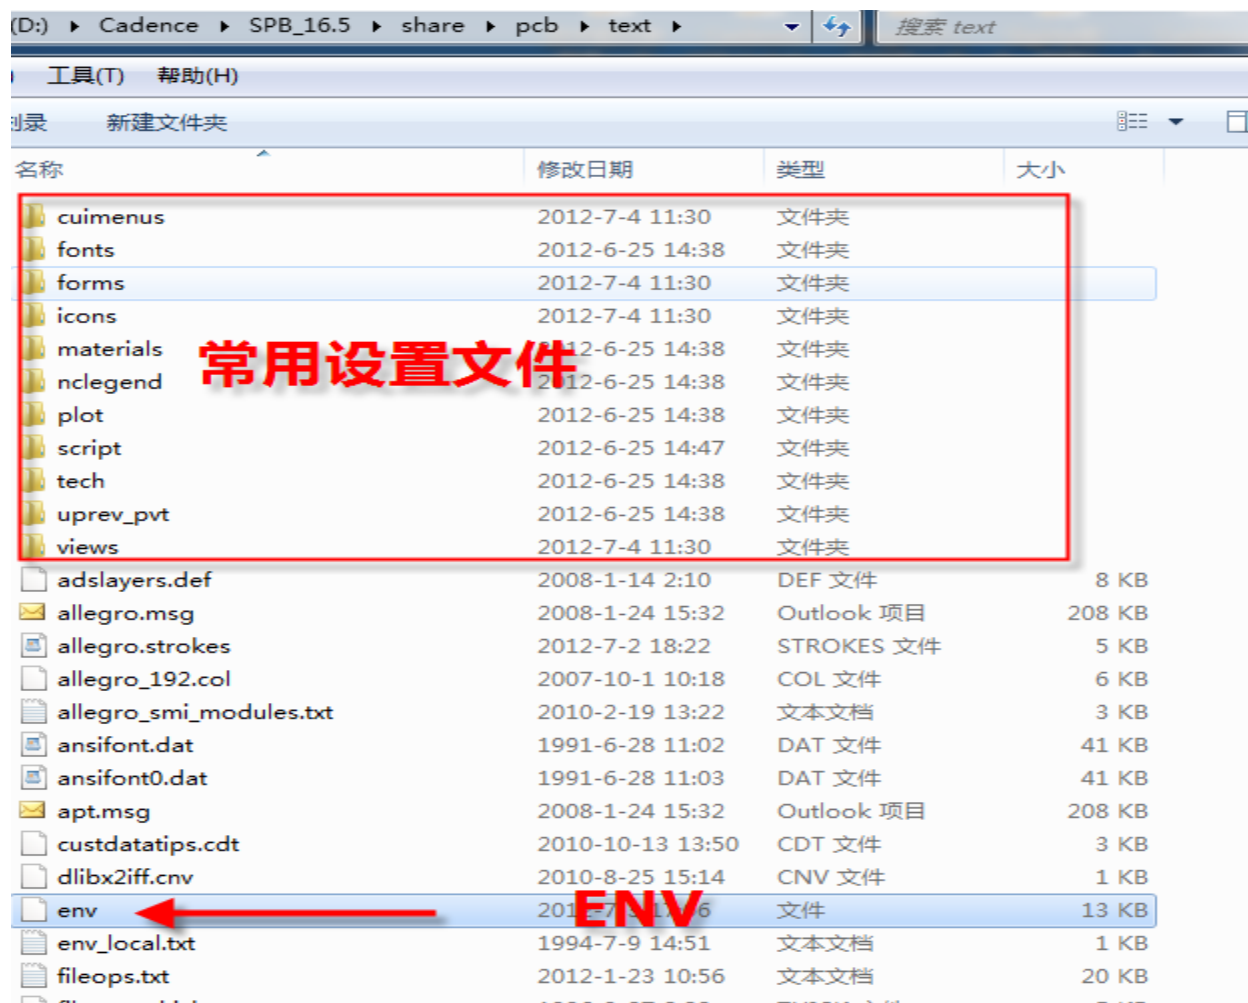 (D:) ▸ Cadence ▸ SPB_16.5 ▸ share ▸ pcb ▸ text ▸ 搜索 text
工具(T) 帮助(H)
刻录 新建文件夹
名称 修改日期 类型 大小
cuimenus 2012-7-4 11:30 文件夹
fonts 2012-6-25 14:38 文件夹
forms 2012-7-4 11:30 文件夹
icons 2012-7-4 11:30 文件夹
materials 2012-6-25 14:38 文件夹
常用设置文件
nclegend 2012-6-25 14:38 文件夹
plot 2012-6-25 14:38 文件夹
script 2012-6-25 14:47 文件夹
tech 2012-6-25 14:38 文件夹
uprev_pvt 2012-6-25 14:38 文件夹
views 2012-7-4 11:30 文件夹
adslayers.def 2008-1-14 2:10 DEF 文件 8 KB
allegro.msg 2008-1-24 15:32 Outlook 项目 208 KB
allegro.strokes 2012-7-2 18:22 STROKES 文件 5 KB
allegro_192.col 2007-10-1 10:18 COL 文件 6 KB
allegro_smi_modules.txt 2010-2-19 13:22 文本文档 3 KB
ansifont.dat 1991-6-28 11:02 DAT 文件 41 KB
ansifont0.dat 1991-6-28 11:03 DAT 文件 41 KB
apt.msg 2008-1-24 15:32 Outlook 项目 208 KB
custdatatips.cdt 2010-10-13 13:50 CDT 文件 3 KB
dlibx2iff.cnv 2010-8-25 15:14 CNV 文件 1 KB
env ENV 文件 13 KB
env_local.txt 1994-7-9 14:51 文本文档 1 KB
fileops.txt 2012-1-23 10:56 文本文档 20 KB